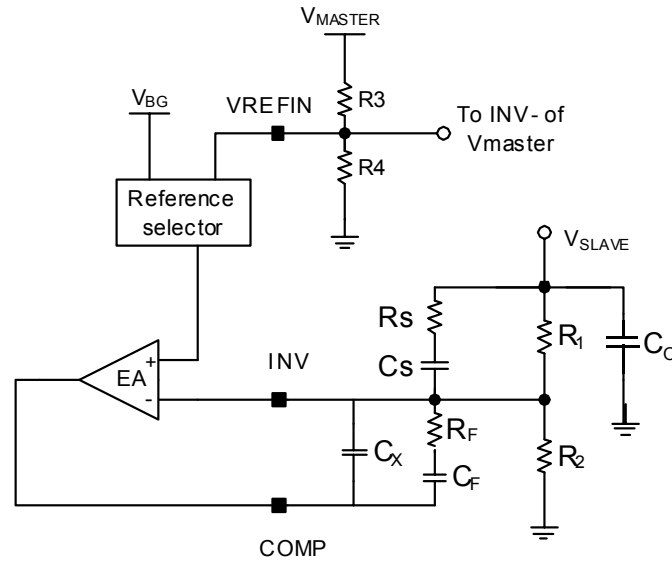 VMASTER
R3
VBG
VREFIN
To INV- of
Vmaster
R4
Reference
selector
VSLAVE
Rs
R1
CO
Cs
INV
+
EA
-
RF
R2
CX
CF
COMP